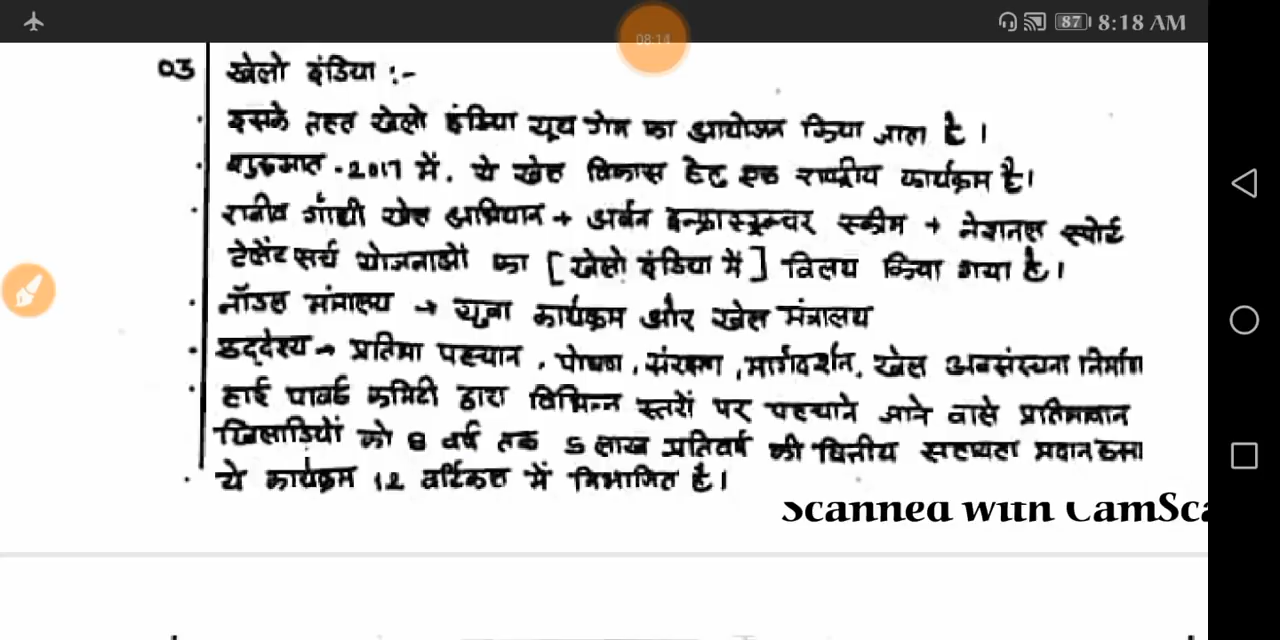 87 8:18 AM
08:14
03 खेलो इंडिया :-
· इसके तहत खेलो इंडिया यूथ गेम का आयोजन किया जाता है।
· शुरुआत - 2017 में. ये खेल विकास हेतु एक राष्ट्रीय कार्यक्रम है।
· राजीव गाँधी खेल अभियान + अर्बन इन्फ्रास्ट्रक्चर स्कीम + नेशनल स्पोर्ट
टेलेंट सर्च योजनाओं का [खेलो इंडिया में] विलय किया गया है।
· नॉडल मंत्रालय → युवा कार्यक्रम और खेल मंत्रालय
· उद्देश्य → प्रतिभा पहचान, पोषण, संरक्षण, मार्गदर्शन, खेल अवसंरचना निर्माण
· हाई पावर्ड कमिटी द्वारा विभिन्न स्तरों पर पहचाने जाने वाले प्रतिभावान
खिलाडियों को 8 वर्ष तक 5 लाख प्रतिवर्ष की वित्तीय सहायता प्रदान करना
· ये कार्यक्रम 12 वर्टिकल में विभाजित है।
Scanned with CamSca